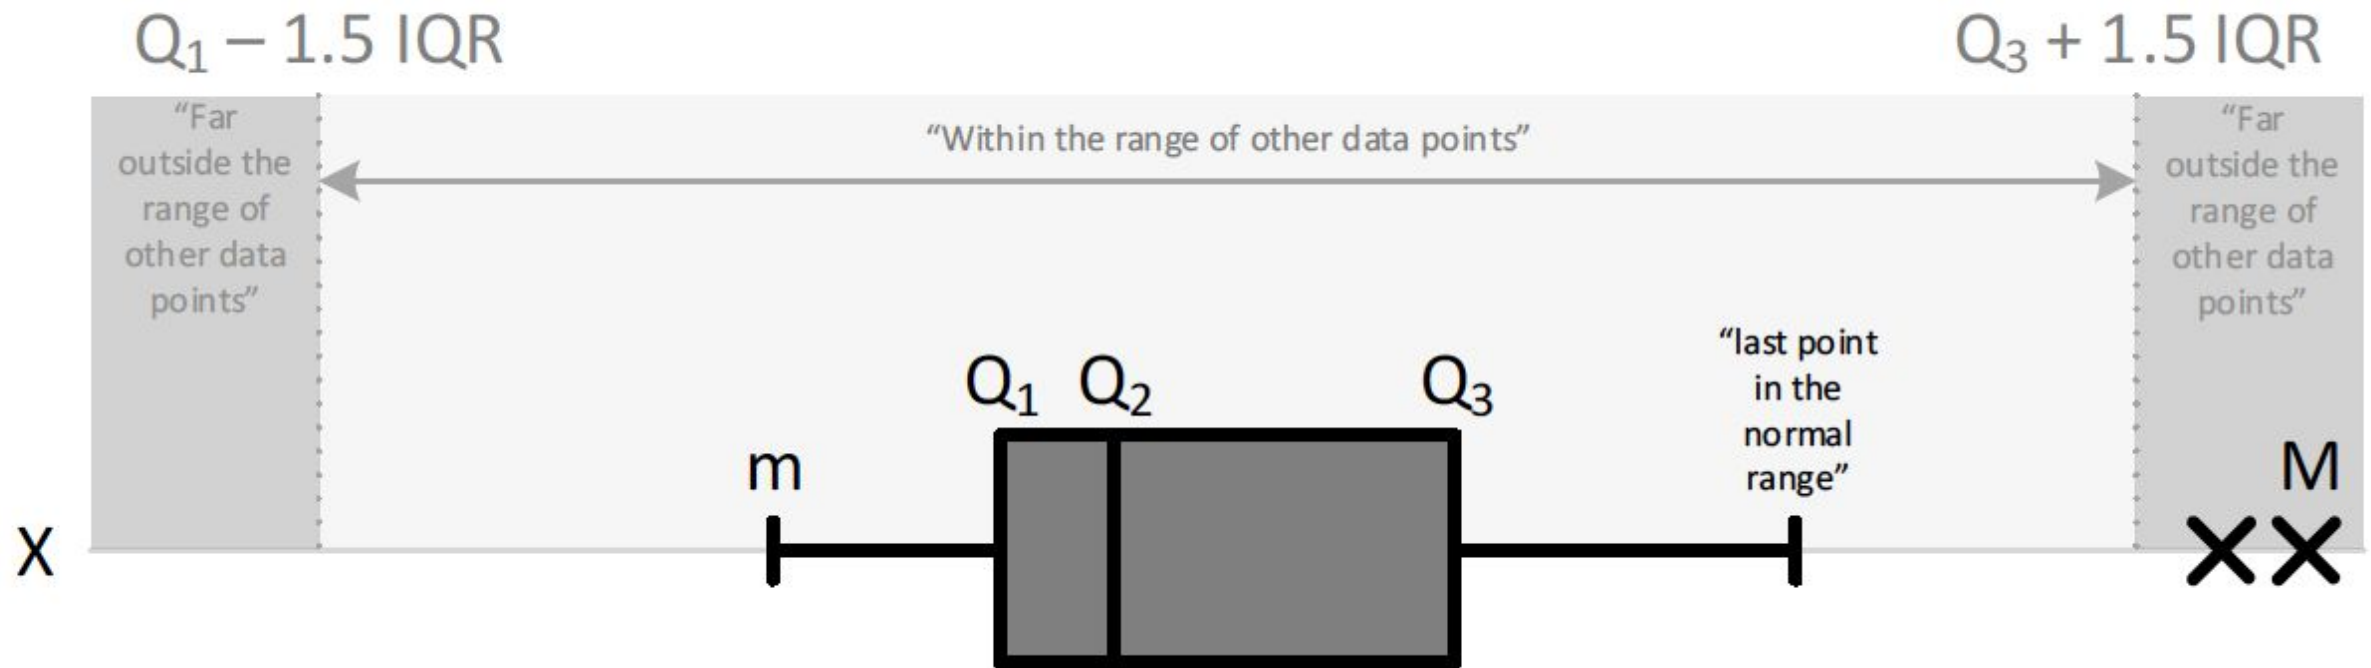 Q₁ – 1.5 IQR
Q₃ + 1.5 IQR
“Far
outside the
range of
other data
points”
“Within the range of other data points”
“Far
outside the
range of
other data
points”
“last point
in the
normal
range”
Q₁
Q₂
Q₃
m
M
X